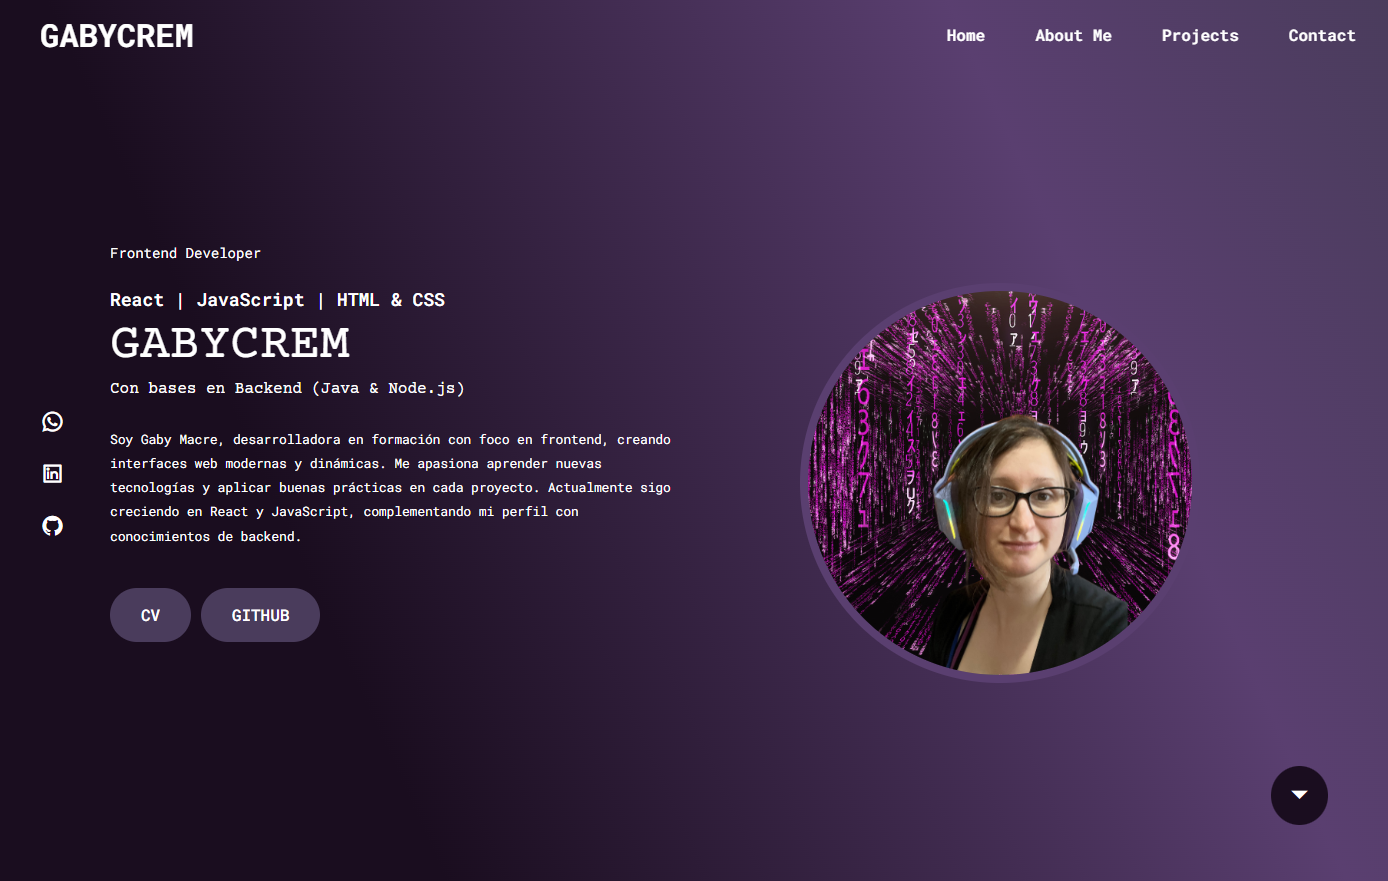 GABYCREM
Home About Me Projects Contact
Frontend Developer
React | JavaScript | HTML & CSS
GABYCREM
Con bases en Backend (Java & Node.js)
Soy Gaby Macre, desarrolladora en formación con foco en frontend, creando
interfaces web modernas y dinámicas. Me apasiona aprender nuevas
tecnologías y aplicar buenas prácticas en cada proyecto. Actualmente sigo
creciendo en React y JavaScript, complementando mi perfil con
conocimientos de backend.
CV GITHUB